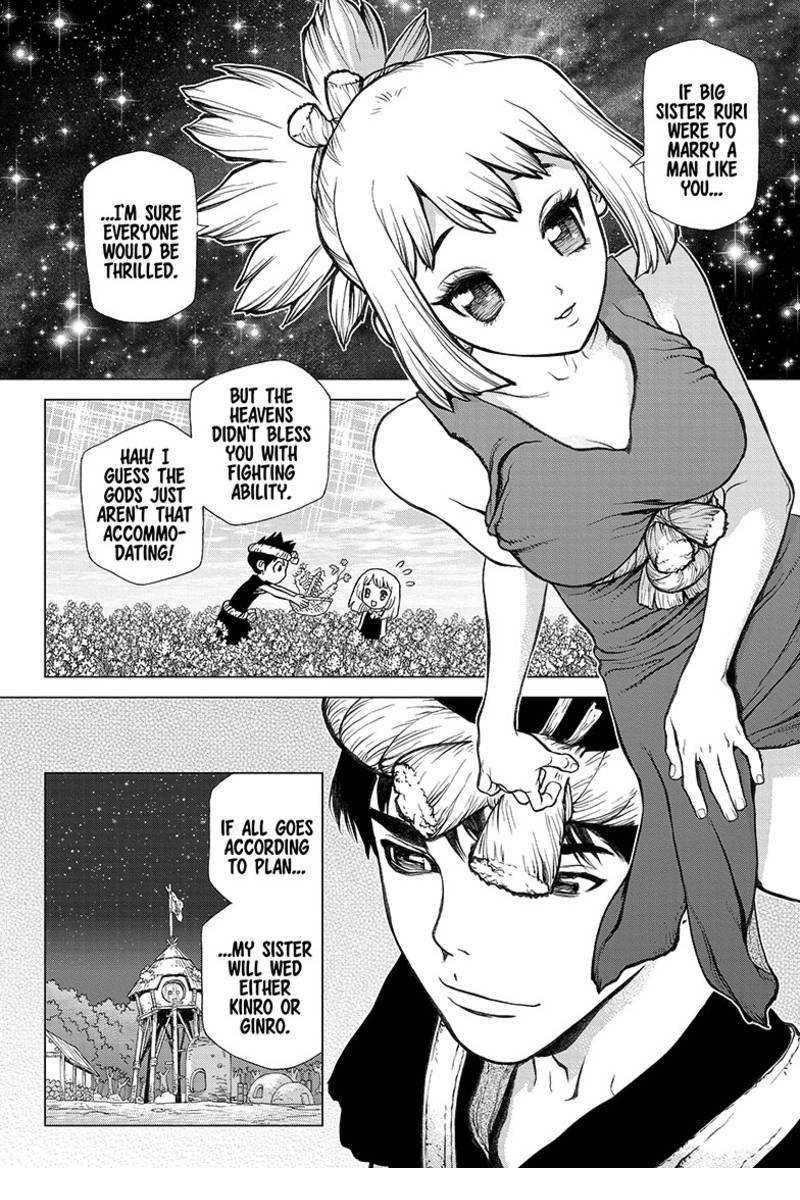 IF BIG
SISTER RURI
WERE TO
MARRY A
MAN LIKE
YOU...
...I'M SURE
EVERYONE
WOULD BE
THRILLED.
BUT THE
HEAVENS
DIDN'T BLESS
YOU WITH
FIGHTING
ABILITY.
HAH! I
GUESS THE
GODS JUST
AREN'T THAT
ACCOMMO-
DATING!
IF ALL GOES
ACCORDING
TO PLAN...
...MY SISTER
WILL WED
EITHER
KINRO OR
GINRO.